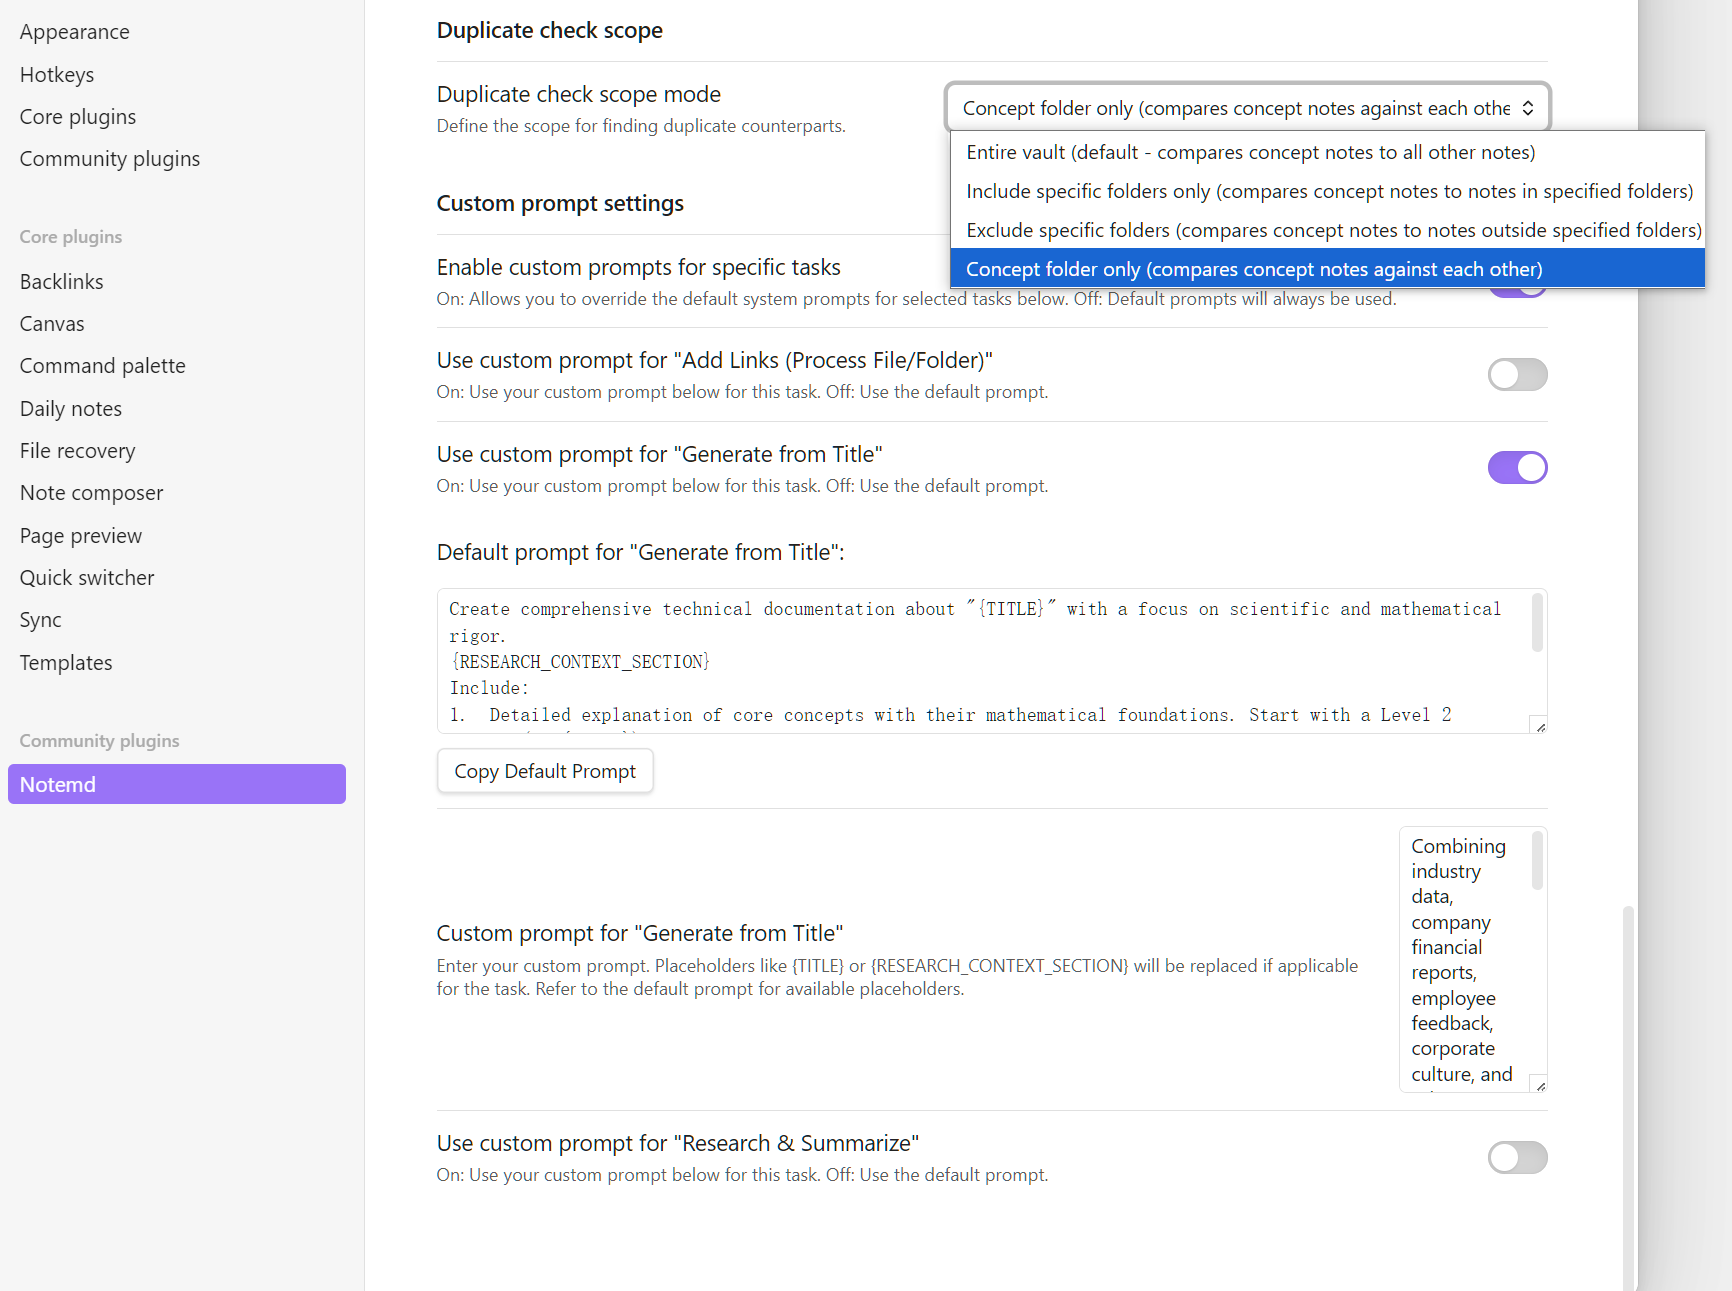 Appearance
Hotkeys
Core plugins
Community plugins
Core plugins
Backlinks
Canvas
Command palette
Daily notes
File recovery
Note composer
Page preview
Quick switcher
Sync
Templates
Community plugins
Notemd
Duplicate check scope
Duplicate check scope mode
Define the scope for finding duplicate counterparts.
Concept folder only (compares concept notes against each othe
Entire vault (default - compares concept notes to all other notes)
Include specific folders only (compares concept notes to notes in specified folders)
Exclude specific folders (compares concept notes to notes outside specified folders)
Concept folder only (compares concept notes against each other)
Custom prompt settings
Enable custom prompts for specific tasks
On: Allows you to override the default system prompts for selected tasks below. Off: Default prompts will always be used.
Use custom prompt for "Add Links (Process File/Folder)"
On: Use your custom prompt below for this task. Off: Use the default prompt.
Use custom prompt for "Generate from Title"
On: Use your custom prompt below for this task. Off: Use the default prompt.
Default prompt for "Generate from Title":
Create comprehensive technical documentation about "{TITLE}" with a focus on scientific and mathematical
rigor.
{RESEARCH_CONTEXT_SECTION}
Include:
1. Detailed explanation of core concepts with their mathematical foundations. Start with a Level 2
Copy Default Prompt
Custom prompt for "Generate from Title"
Enter your custom prompt. Placeholders like {TITLE} or {RESEARCH_CONTEXT_SECTION} will be replaced if applicable
for the task. Refer to the default prompt for available placeholders.
Combining
industry
data,
company
financial
reports,
employee
feedback,
corporate
culture, and
Use custom prompt for "Research & Summarize"
On: Use your custom prompt below for this task. Off: Use the default prompt.